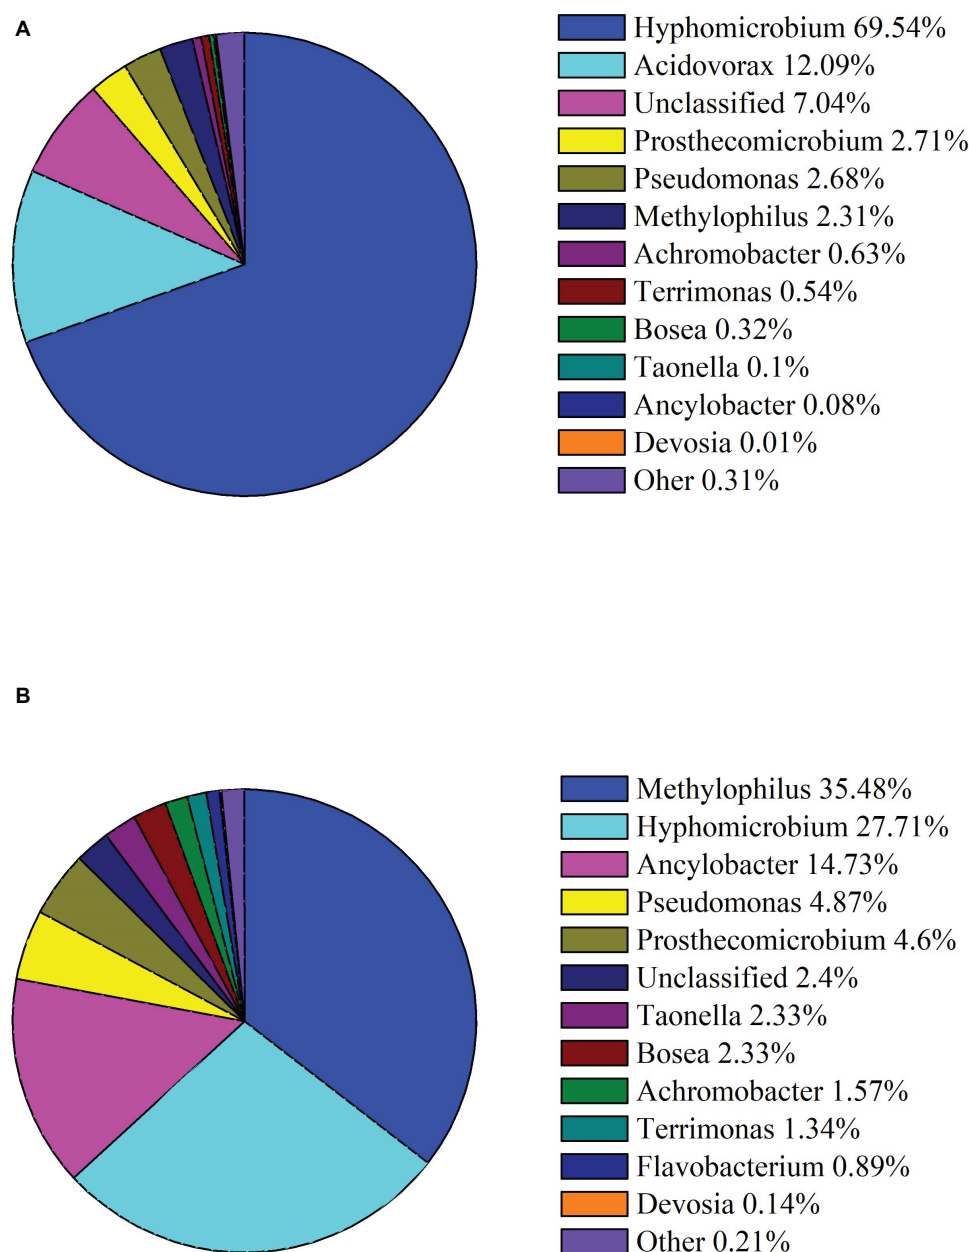 A
Hyphomicrobium 69.54%
Acidovorax 12.09%
Unclassified 7.04%
Prosthecomicrobium 2.71%
Pseudomonas 2.68%
Methylophilus 2.31%
Achromobacter 0.63%
Terrimonas 0.54%
Bosea 0.32%
Taonella 0.1%
Ancylobacter 0.08%
Devosia 0.01%
Oher 0.31%
B
Methylophilus 35.48%
Hyphomicrobium 27.71%
Ancylobacter 14.73%
Pseudomonas 4.87%
Prosthecomicrobium 4.6%
Unclassified 2.4%
Taonella 2.33%
Bosea 2.33%
Achromobacter 1.57%
Terrimonas 1.34%
Flavobacterium 0.89%
Devosia 0.14%
Other 0.21%